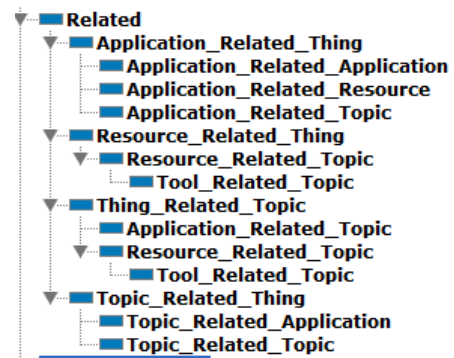 Related
Application_Related_Thing
Application_Related_Application
Application_Related_Resource
Application_Related_Topic
Resource_Related_Thing
Resource_Related_Topic
Tool_Related_Topic
Thing_Related_Topic
Application_Related_Topic
Resource_Related_Topic
Tool_Related_Topic
Topic_Related_Thing
Topic_Related_Application
Topic_Related_Topic